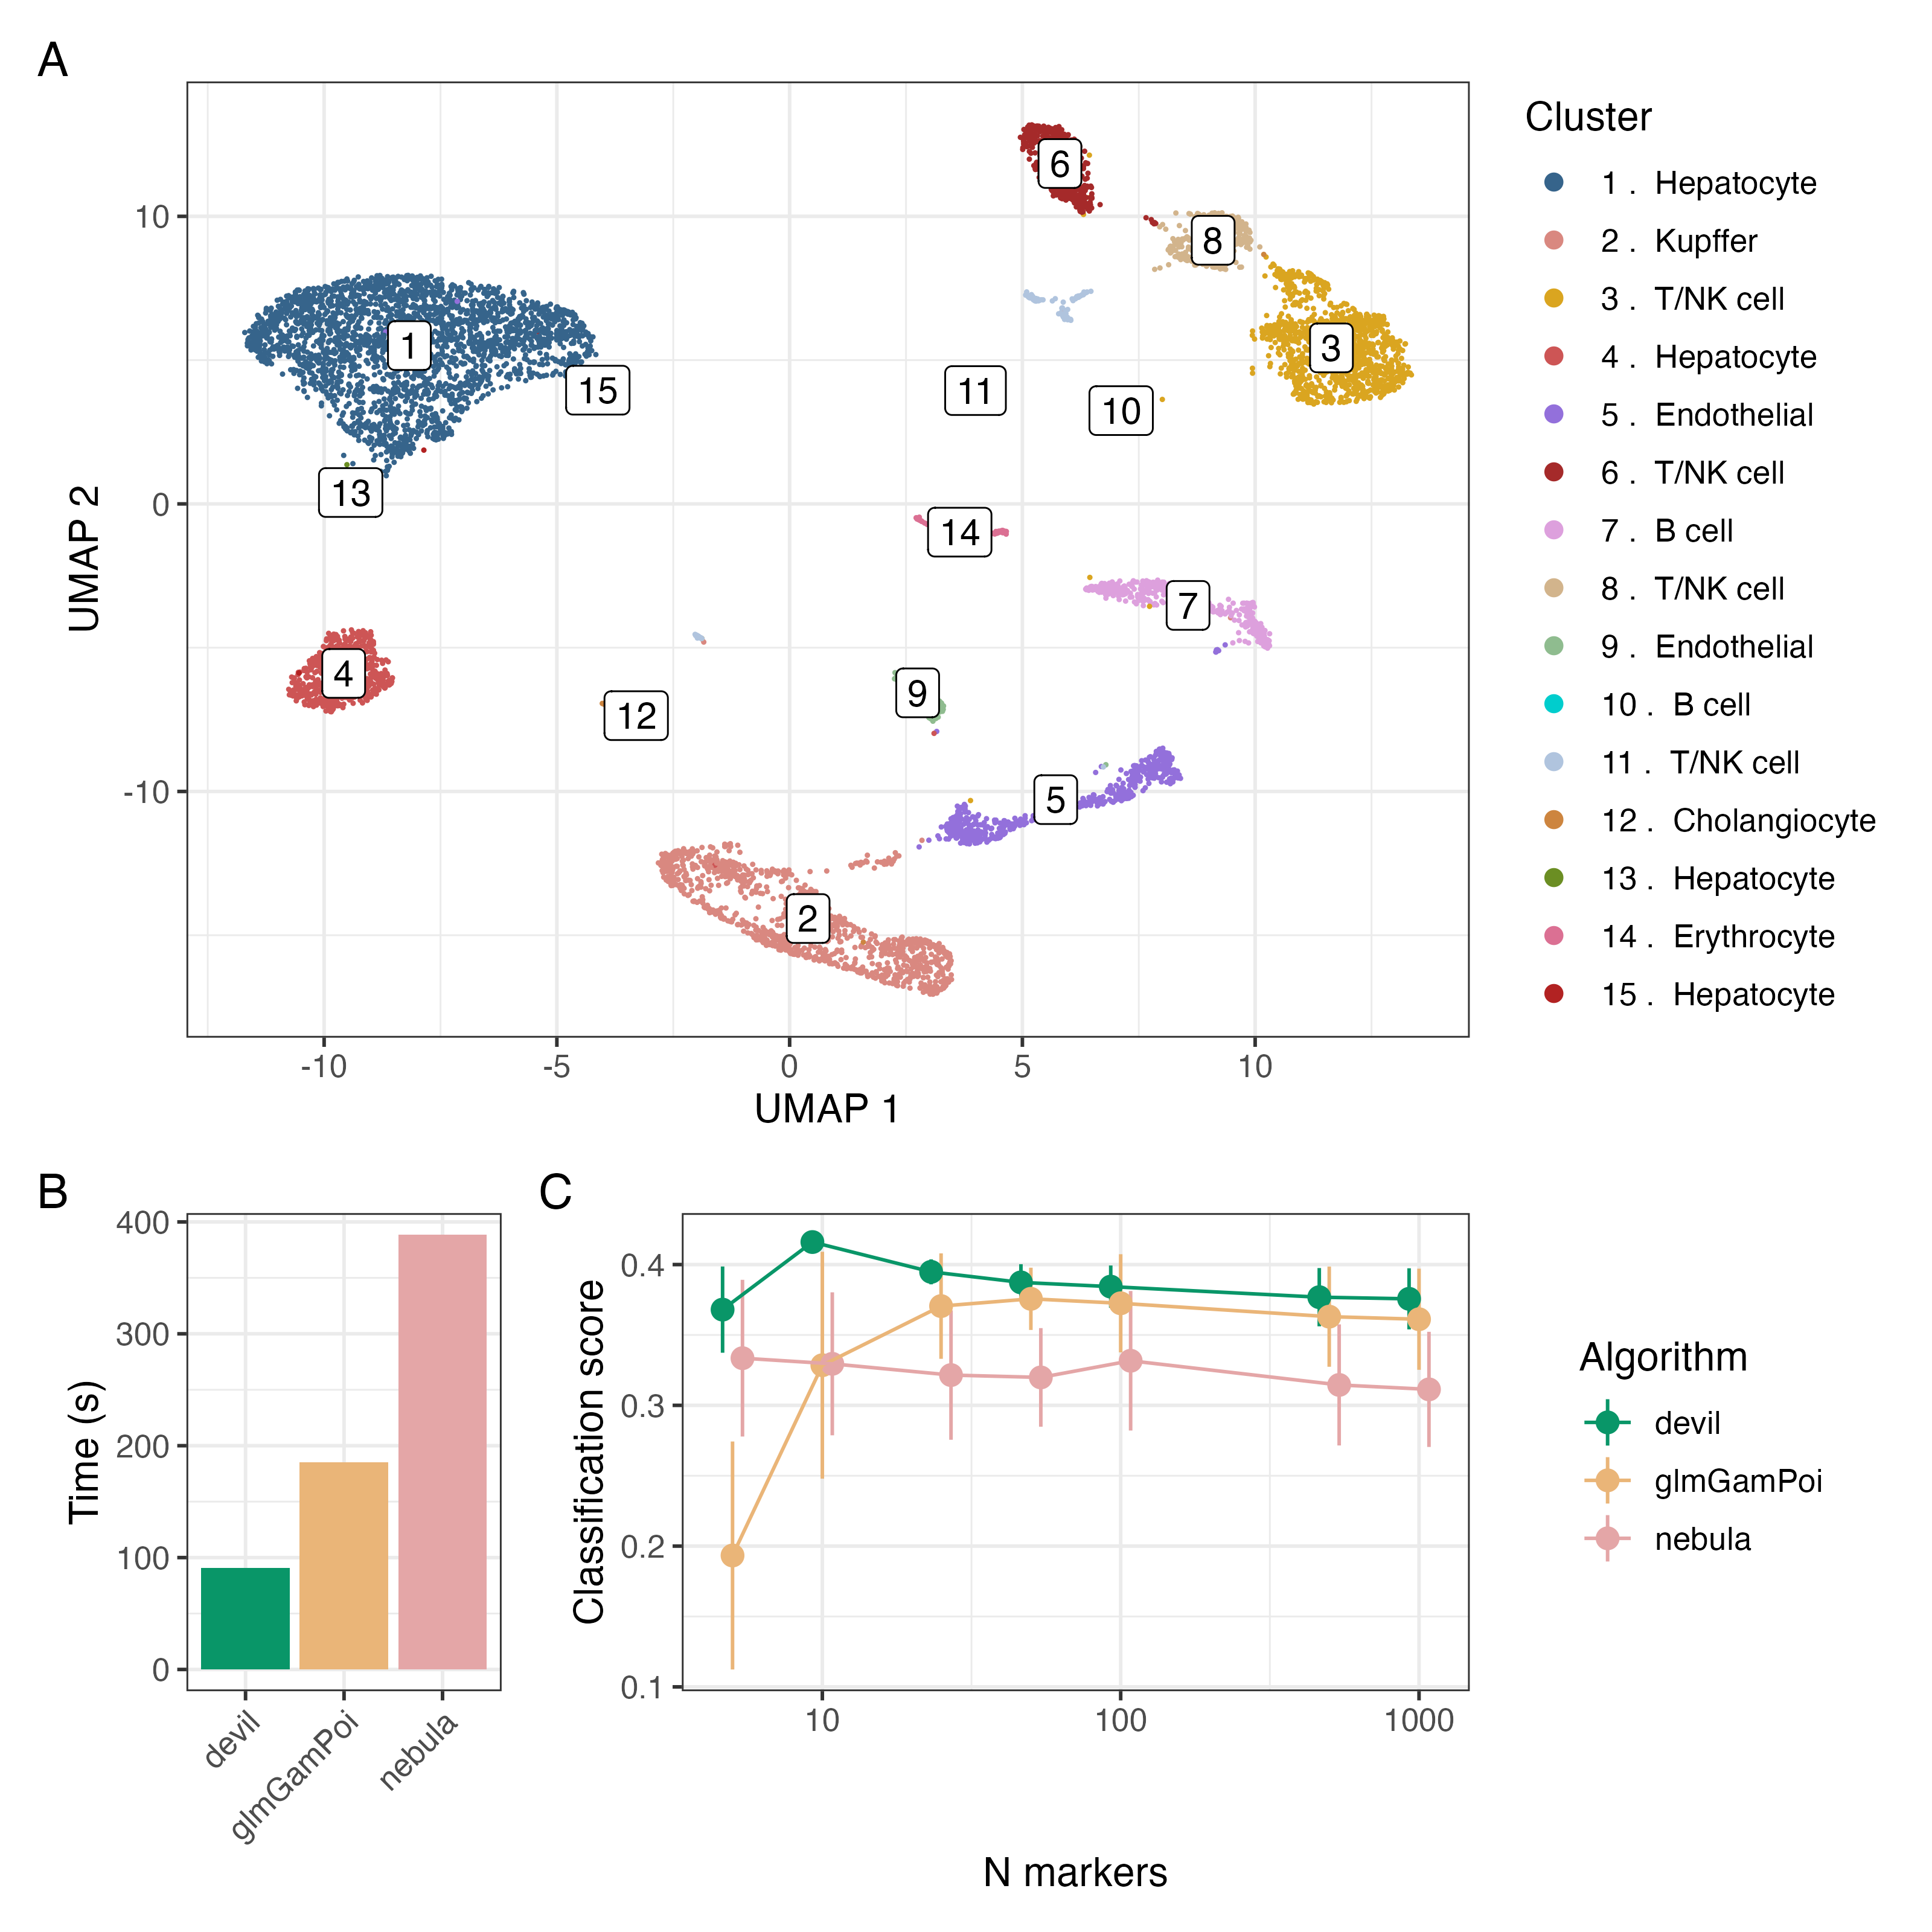 A
Cluster
1 . Hepatocyte
2 . Kupffer
3 . T/NK cell
4 . Hepatocyte
5 . Endothelial
6 . T/NK cell
7 . B cell
8 . T/NK cell
9 . Endothelial
10 . B cell
11 . T/NK cell
12 . Cholangiocyte
13 . Hepatocyte
14 . Erythrocyte
15 . Hepatocyte
UMAP 2
10
0
-10
6
8
1
3
15
11
10
13
14
7
4
9
12
5
2
-10
-5
0
5
10
UMAP 1
B
Time (s)
400
300
200
100
0
devil
glmGamPoi
nebula
C
Classification score
0.4
0.3
0.2
0.1
10
100
1000
N markers
Algorithm
devil
glmGamPoi
nebula